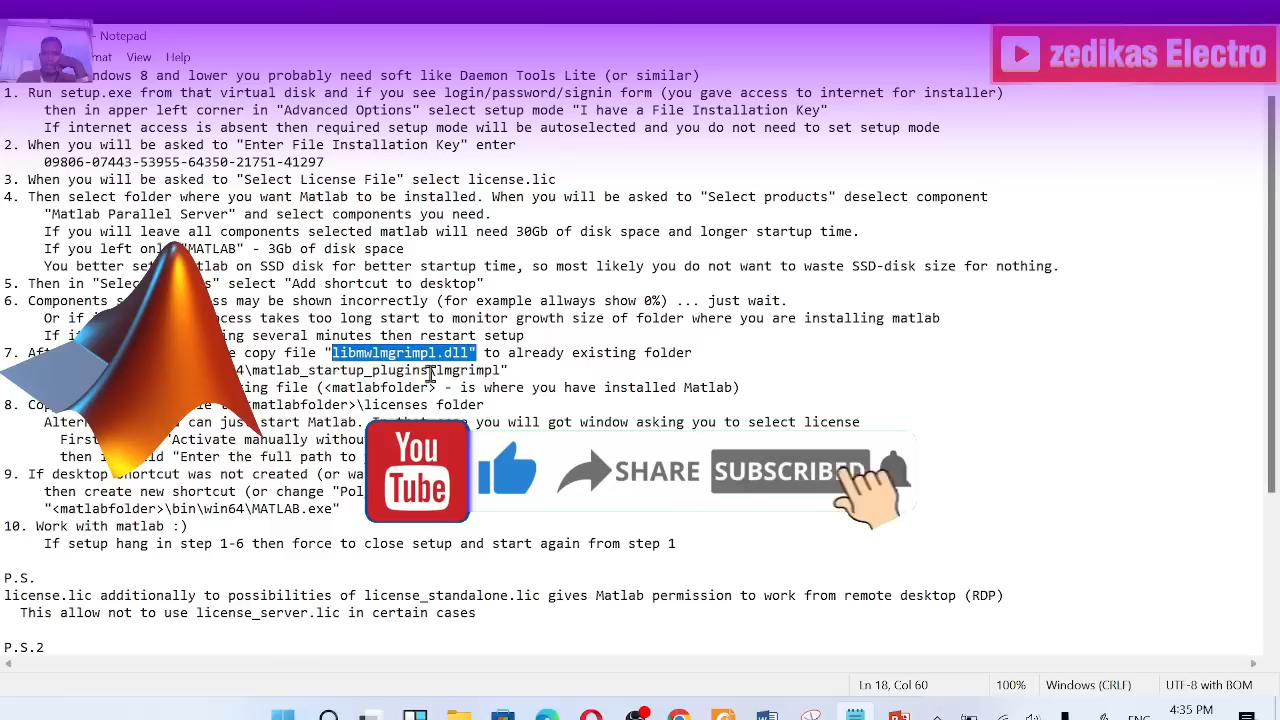 zedikas Electro
- Notepad
mat View Help
ndows 8 and lower you probably need soft like Daemon Tools Lite (or similar)
1. Run setup.exe from that virtual disk and if you see login/password/signin form (you gave access to internet for installer)
then in apper left corner in "Advanced Options" select setup mode "I have a File Installation Key"
If internet access is absent then required setup mode will be autoselected and you do not need to set setup mode
2. When you will be asked to "Enter File Installation Key" enter
09806-07443-53955-64350-21751-41297
3. When you will be asked to "Select License File" select license.lic
4. Then select folder where you want Matlab to be installed. When you will be asked to "Select products" deselect component
"Matlab Parallel Server" and select components you need.
If you will leave all components selected matlab will need 30Gb of disk space and longer startup time.
If you left only "MATLAB" - 3Gb of disk space
You better set Matlab on SSD disk for better startup time, so most likely you do not want to waste SSD-disk size for nothing.
5. Then in "Select select "Add shortcut to desktop"
6. Components may be shown incorrectly (for example allways show 0%) ... just wait.
Or if takes too long start to monitor growth size of folder where you are installing matlab
If several minutes then restart setup
7. copy file "libmwlmgrimpl.dll" to already existing folder
\matlab_startup_plugins\lmgrimpl"
file (<matlabfolder> - is where you have installed Matlab)
8. <matlabfolder>\licenses folder
can just start Matlab. In that case you will got window asking you to select license
First "Activate manually
then "Enter the full path to
9. If desktop shortcut was not created (or
then create new shortcut (or change
"<matlabfolder>\bin\win64\MATLAB.exe"
10. Work with matlab :)
If setup hang in step 1-6 then force to close setup and start again from step 1
You
Tube
SHARE
SUBSCRIBED
P.S.
license.lic additionally to possibilities of license_standalone.lic gives Matlab permission to work from remote desktop (RDP)
This allow not to use license_server.lic in certain cases
P.S.2
Ln 18, Col 60
100%
Windows (CRLF)
UTF-8 with BOM
ENG
4:35 PM